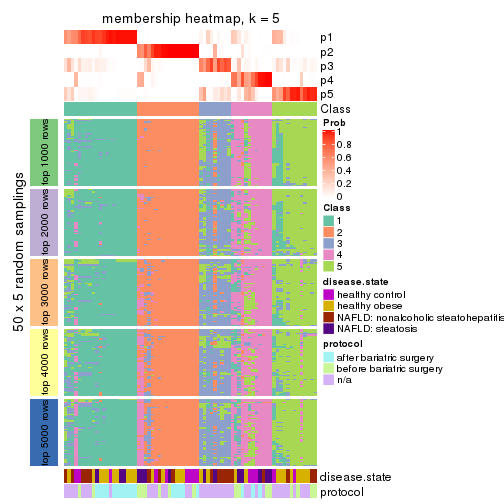 membership heatmap, k = 5
p1
p2
p3
p4
p5
Class
50 x 5 random samplings
top 1000 rows
top 2000 rows
top 3000 rows
top 4000 rows
top 5000 rows
Prob
1
0.8
0.6
0.4
0.2
0
Class
1
2
3
4
5
disease.state
healthy control
healthy obese
NAFLD: nonalcoholic steatohepatitis
NAFLD: steatosis
protocol
after bariatric surgery
before bariatric surgery
n/a
disease.state
protocol